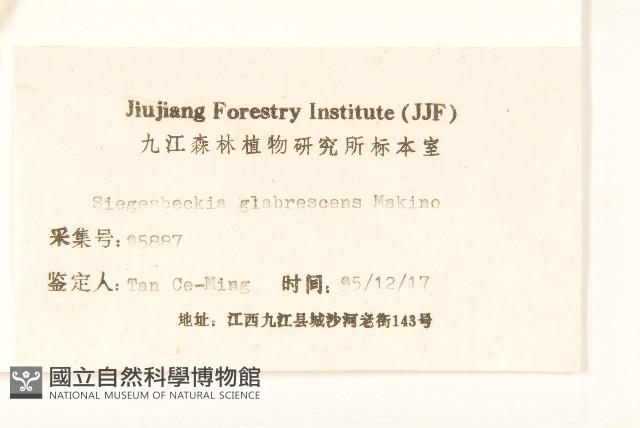 Jiujiang Forestry Institute (JJF)
九江森林植物研究所标本室
Siegesbeckia glabrescens Makino
采集号: 95887
鉴定人: Tan Ce-Ming 时间: 95/12/17
地址: 江西九江县城沙河老街143号
國立自然科學博物館
NATIONAL MUSEUM OF NATURAL SCIENCE